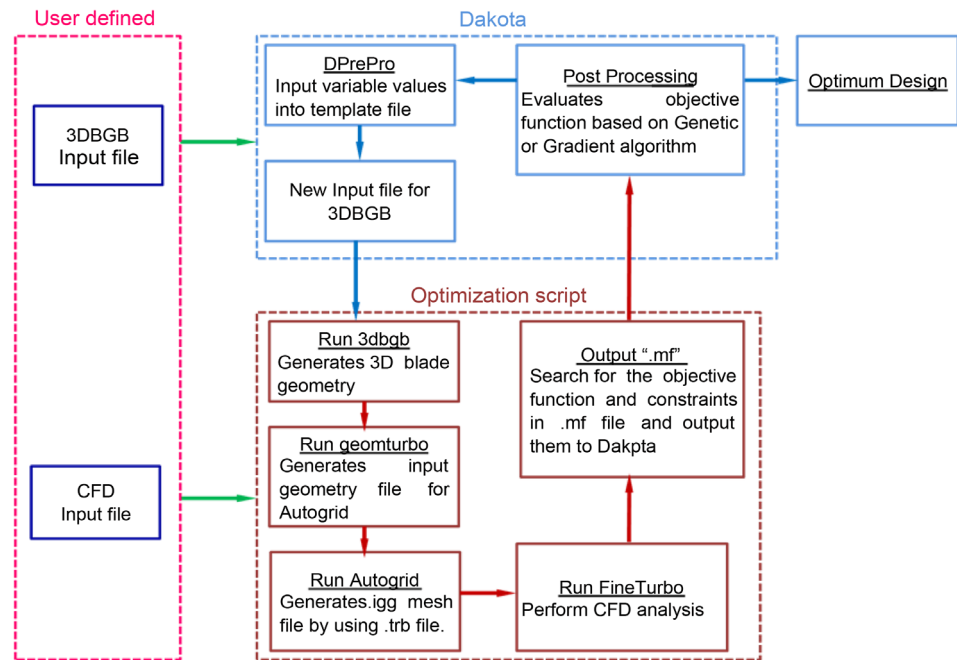 User defined
3DBGB
Input file
CFD
Input file
Dakota
DPrePro
Input variable values
into template file
New Input file for
3DBGB
Post Processing
Evaluates objective
function based on Genetic
or Gradient algorithm
Optimum Design
Optimization script
Run 3dbgb
Generates 3D blade
geometry
Run geomturbo
Generates input
geometry file for
Autogrid
Run Autogrid
Generates.igg mesh
file by using .trb file.
Run FineTurbo
Perform CFD analysis
Output “.mf”
Search for the objective
function and constraints
in .mf file and output
them to Dakpta